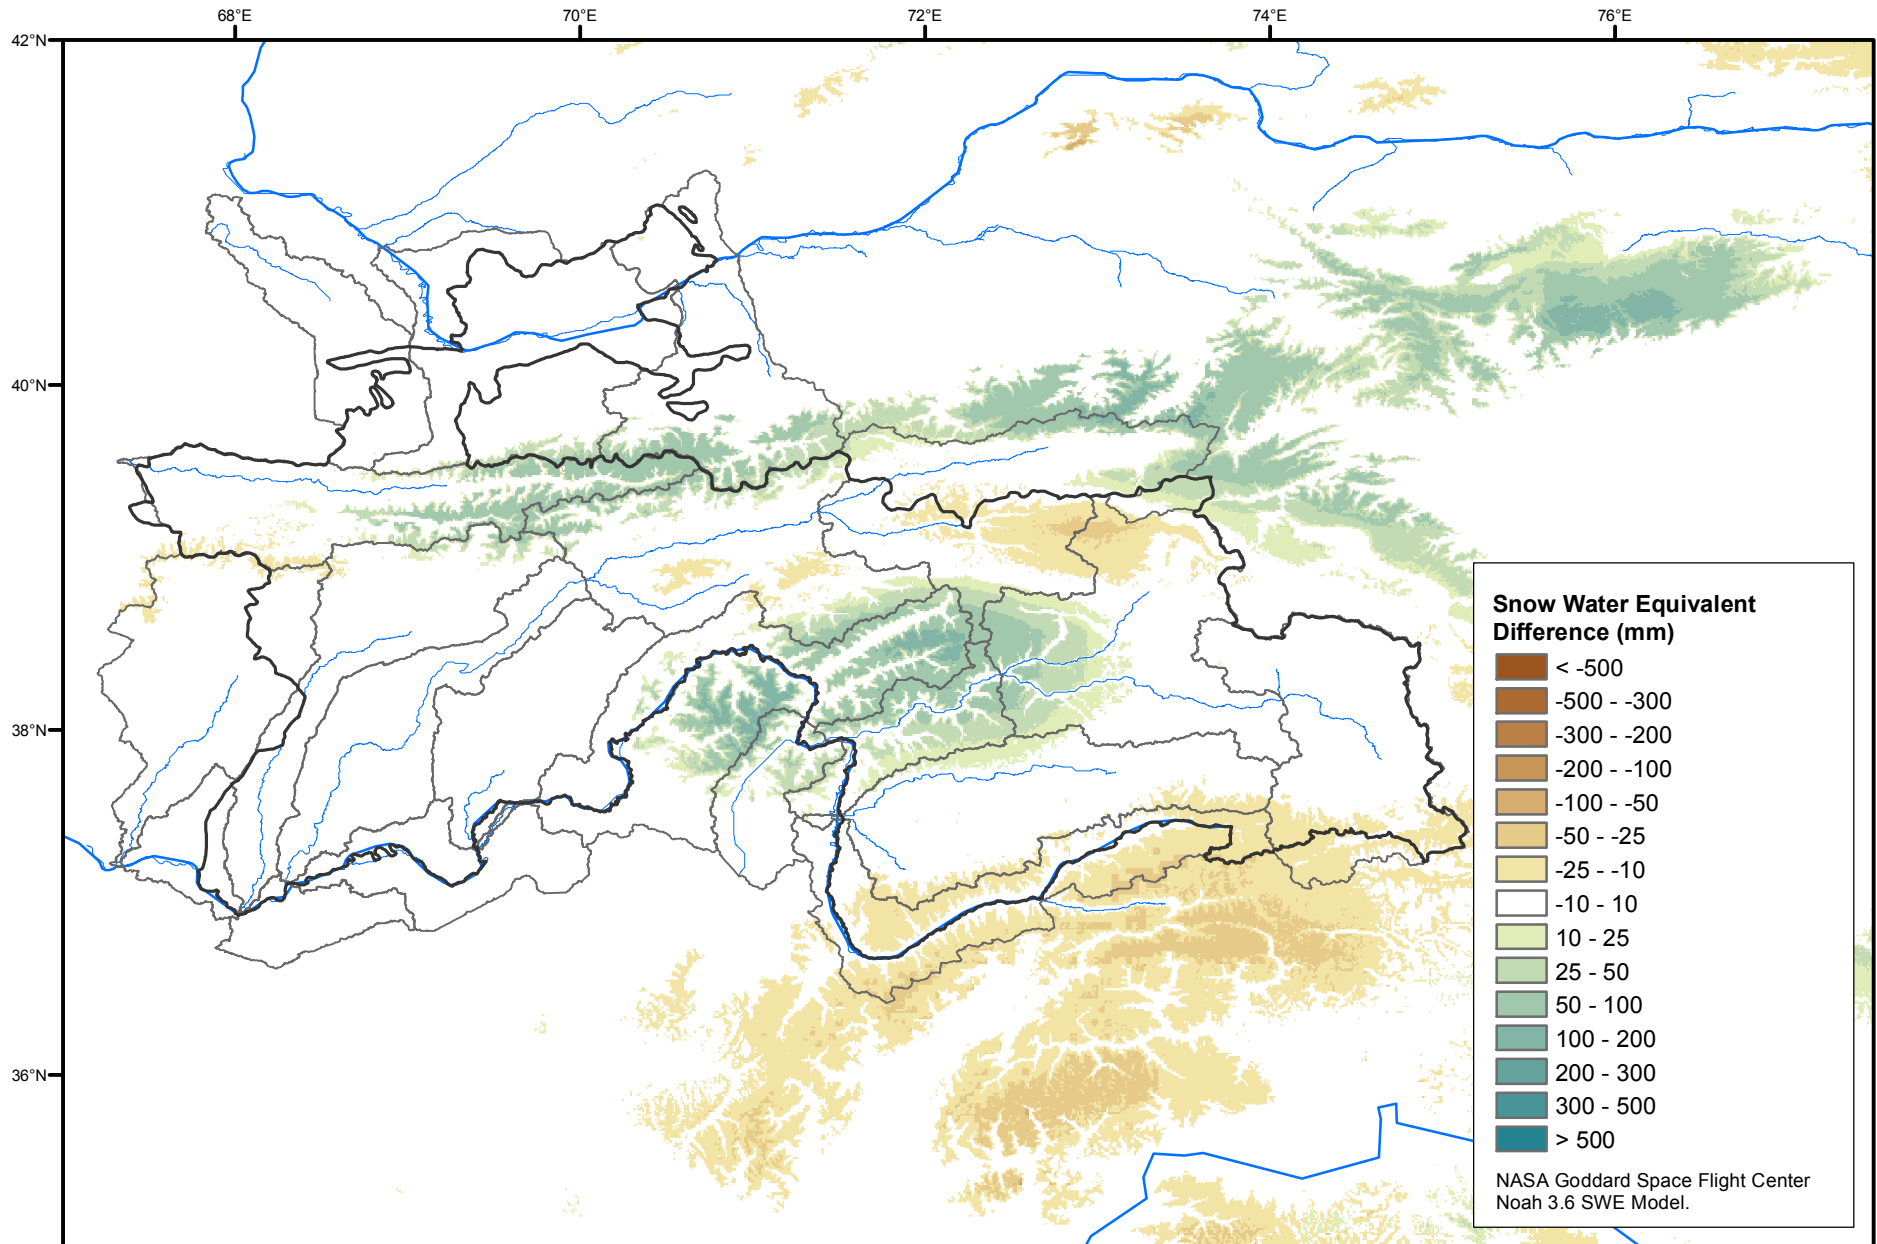 68°E
70°E
72°E
74°E
76°E
42°N
40°N
38°N
36°N
Snow Water Equivalent
Difference (mm)
< -500
-500 - -300
-300 - -200
-200 - -100
-100 - -50
-50 - -25
-25 - -10
-10 - 10
10 - 25
25 - 50
50 - 100
100 - 200
200 - 300
300 - 500
> 500
NASA Goddard Space Flight Center
Noah 3.6 SWE Model.